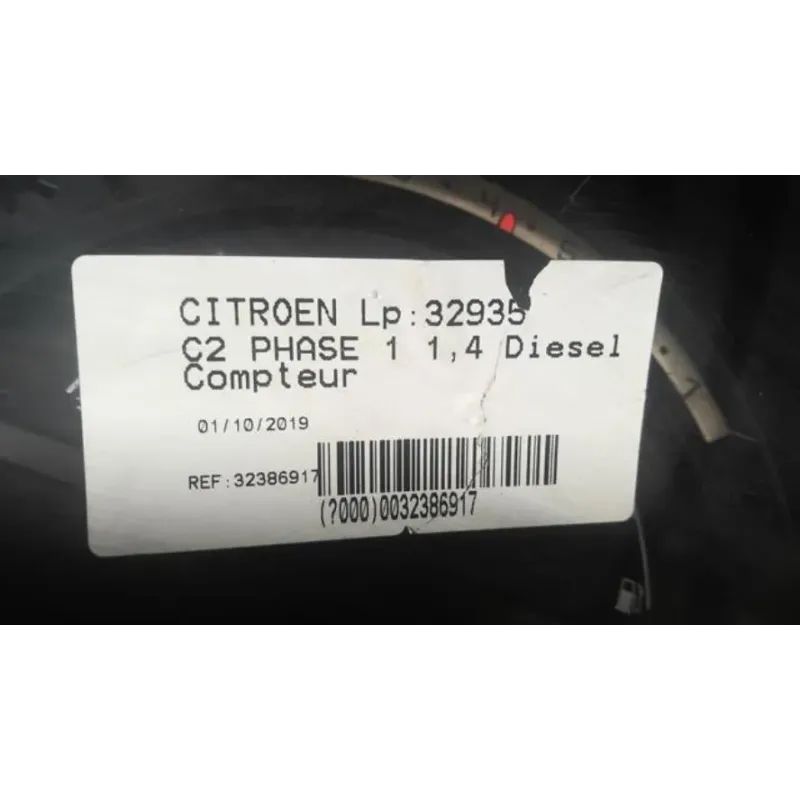 CITROEN Lp:32935
C2 PHASE 1 1,4 Diesel
Compteur
01/10/2019
REF:32386917
(?000)0032386917